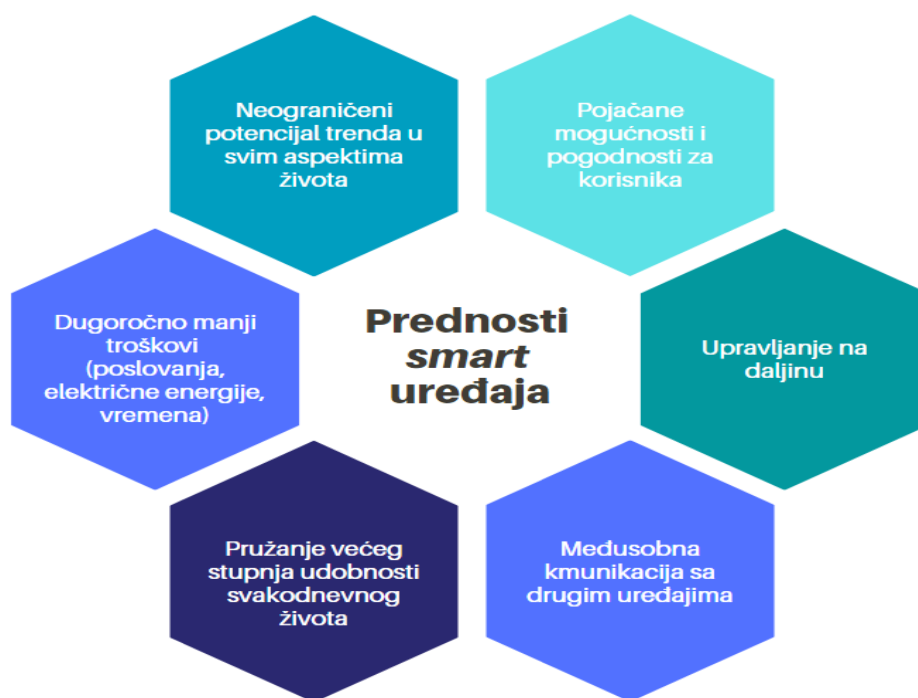 Neograničeni
potencijal trenda u
svim aspektima
života
Pojačane
mogućnosti i
pogodnosti za
korisnika
Dugoročno manji
troškovi
(poslovanja,
električne energije,
vremena)
Prednosti
smart
uređaja
Upravljanje na
daljinu
Pružanje većeg
stupnja udobnosti
svakodnevnog
života
Međusobna
kmunikacija sa
drugim uređajima